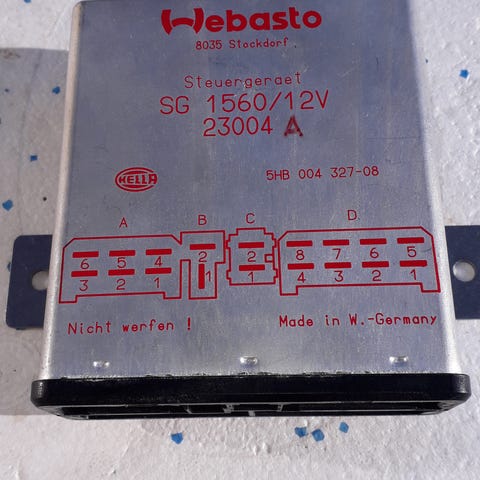 Webasto
8035 Stockdorf.
Steuergeraet
SG 1560/12V
23004 A
HELLA
5HB 004 327-08
A B C D
6 5 4 2 2 8 7 6 5
3 2 1 1 1 4 3 2 1
Nicht werfen ! Made in W.-Germany